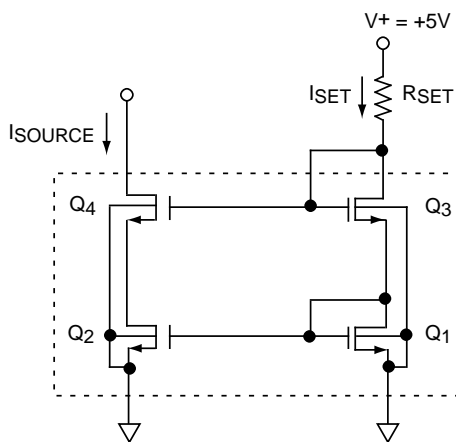 V+ = +5V
ISET
RSET
ISOURCE
Q4
Q3
Q2
Q1